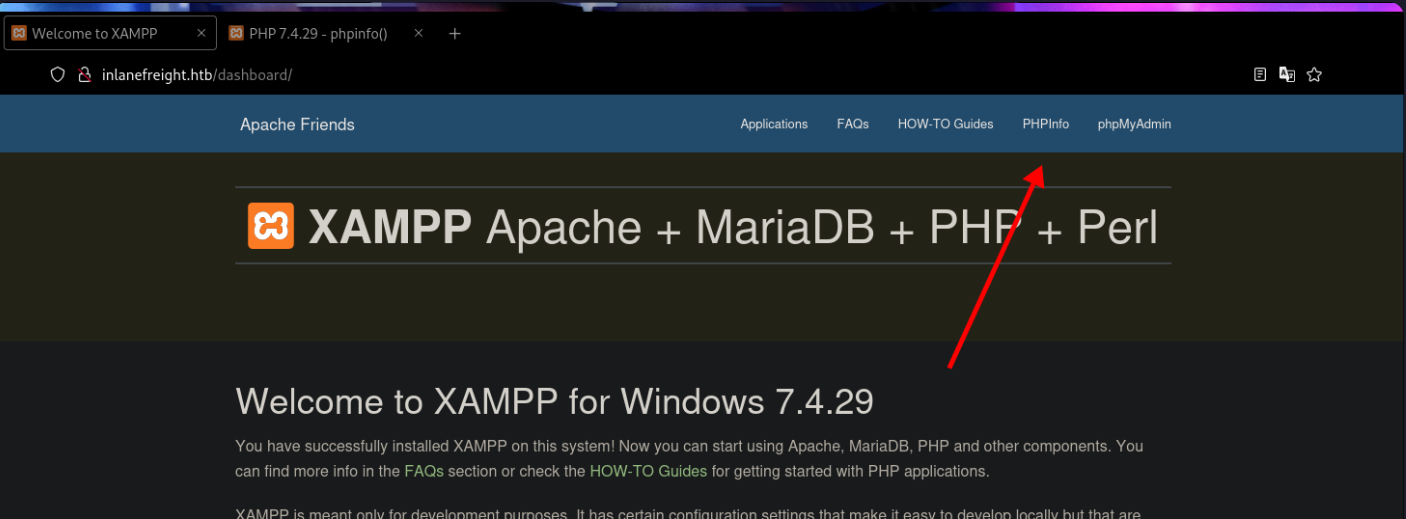 Welcome to XAMPP
PHP 7.4.29 - phpinfo()
inlanefreight.htb/dashboard/
Apache Friends
Applications
FAQs
HOW-TO Guides
PHPInfo
phpMyAdmin
XAMPP Apache + MariaDB + PHP + Perl
Welcome to XAMPP for Windows 7.4.29
You have successfully installed XAMPP on this system! Now you can start using Apache, MariaDB, PHP and other components. You
can find more info in the FAQs section or check the HOW-TO Guides for getting started with PHP applications.
XAMPP is meant only for development purposes. It has certain configuration settings that make it easy to develop locally but that are